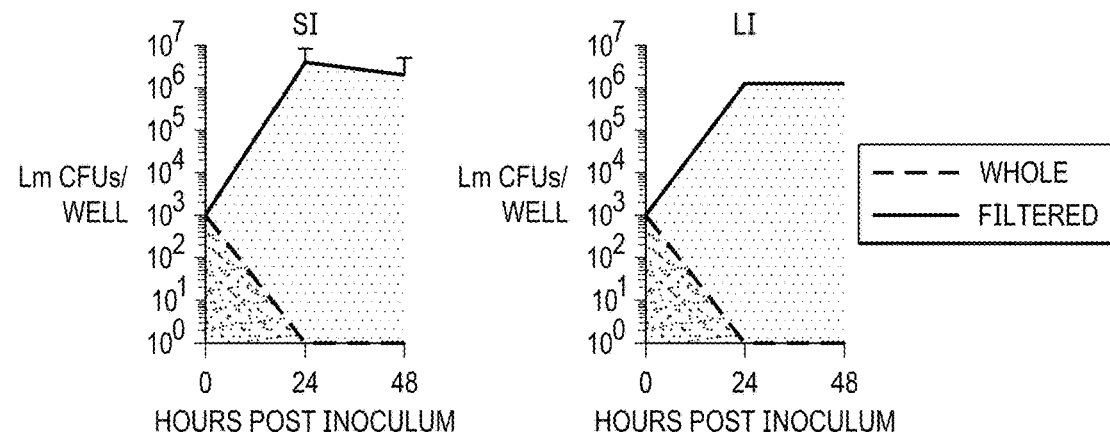 SI
10^7
10^6
10^5
10^4
10^3
10^2
10^1
10^0
Lm CFUs/
WELL
0 24 48
HOURS POST INOCULUM
LI
10^7
10^6
10^5
10^4
10^3
10^2
10^1
10^0
Lm CFUs/
WELL
0 24 48
HOURS POST INOCULUM
WHOLE
FILTERED